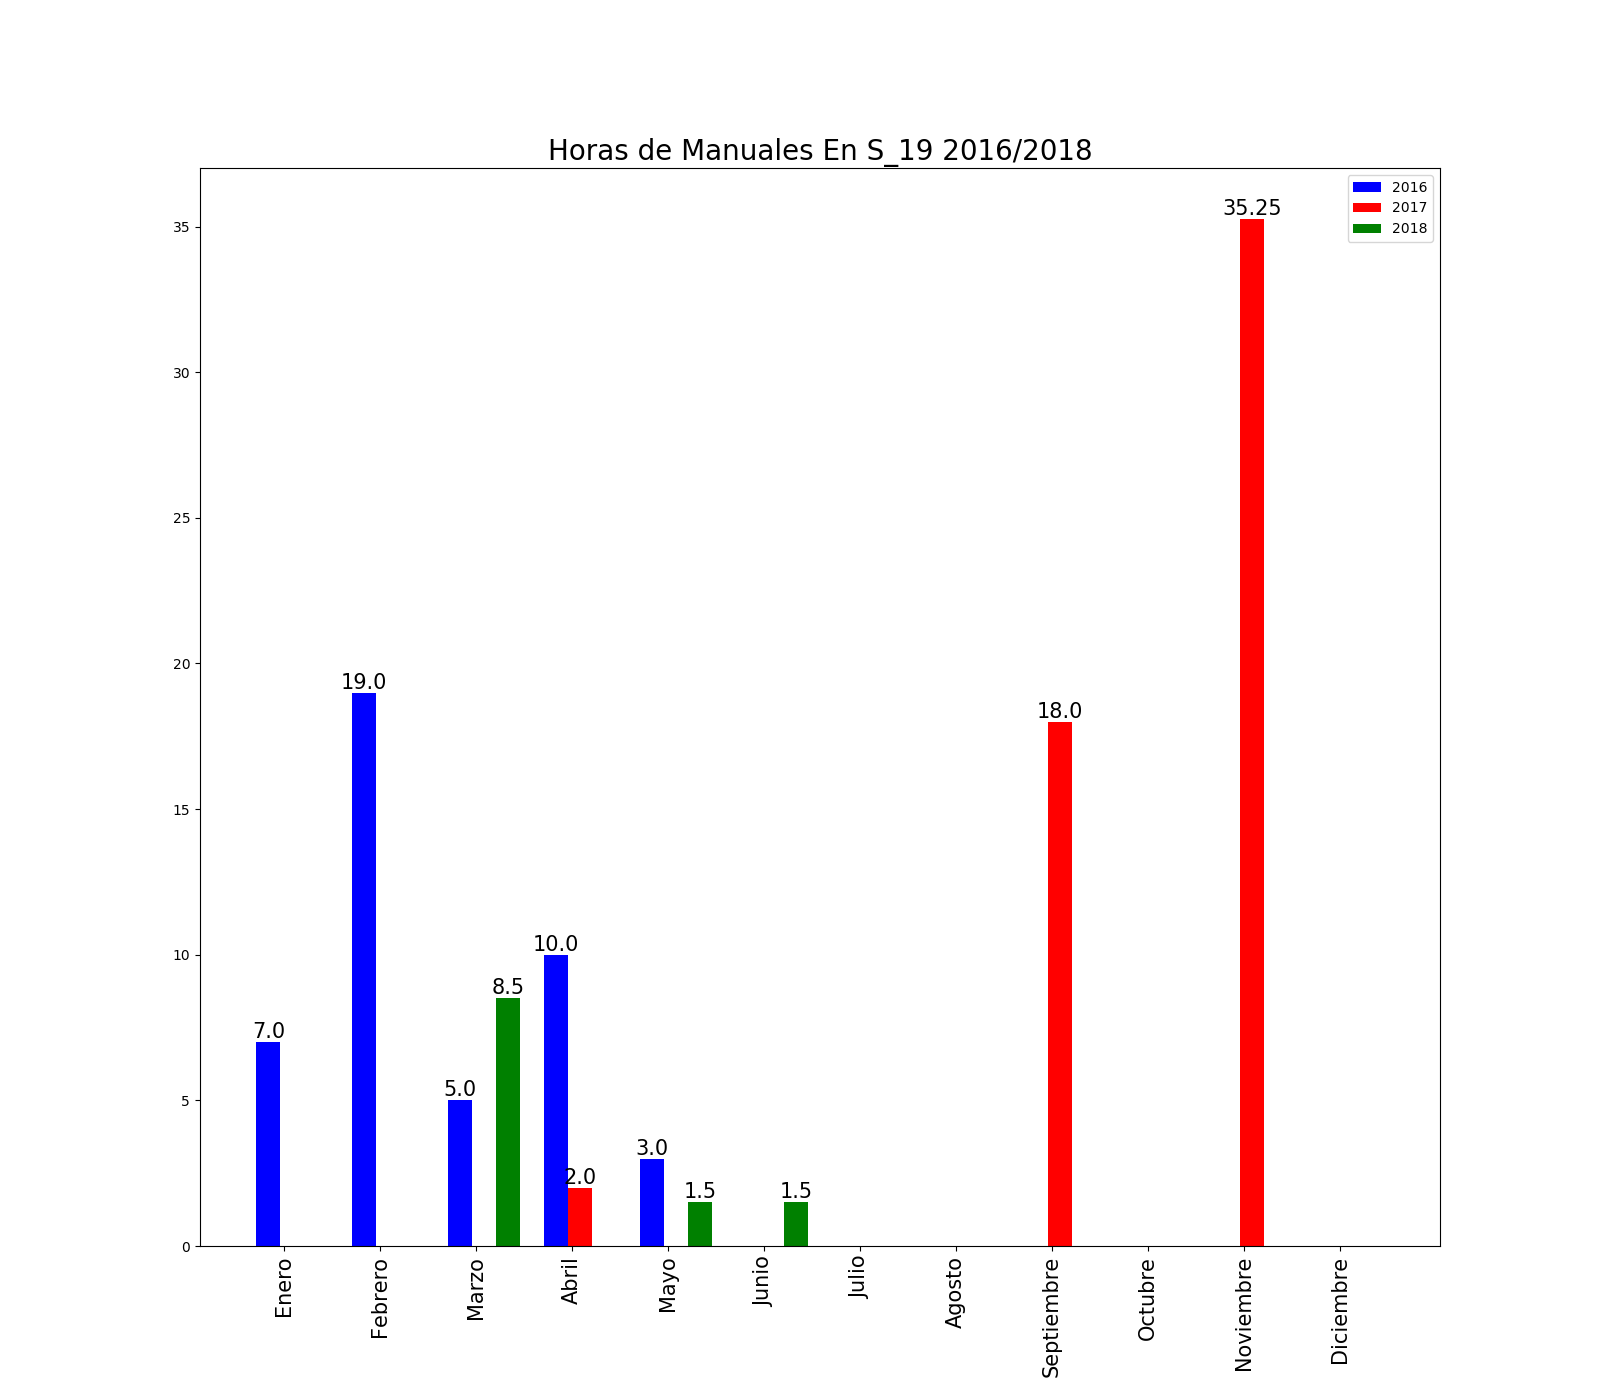 Horas de Manuales En S_19 2016/2018
2016
2017
2018
35
30
25
20
15
10
5
0
7.0
19.0
5.0
8.5
10.0
2.0
3.0
1.5
1.5
18.0
35.25
Enero
Febrero
Marzo
Abril
Mayo
Junio
Julio
Agosto
Septiembre
Octubre
Noviembre
Diciembre